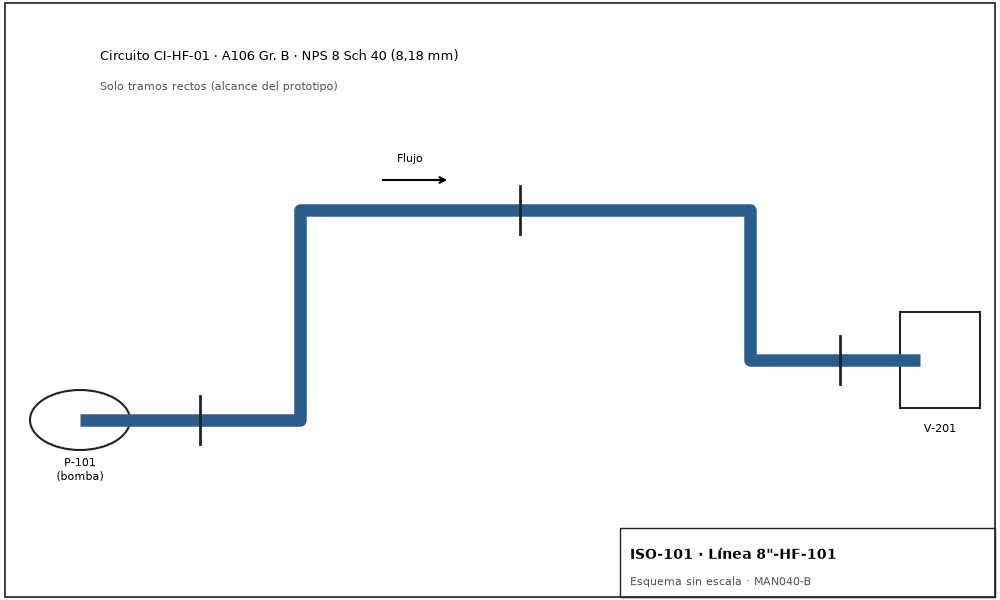 Circuito CI-HF-01 · A106 Gr. B · NPS 8 Sch 40 (8,18 mm)
Solo tramos rectos (alcance del prototipo)
Flujo
P-101
(bomba)
V-201
ISO-101 · Línea 8"-HF-101
Esquema sin escala · MAN040-B